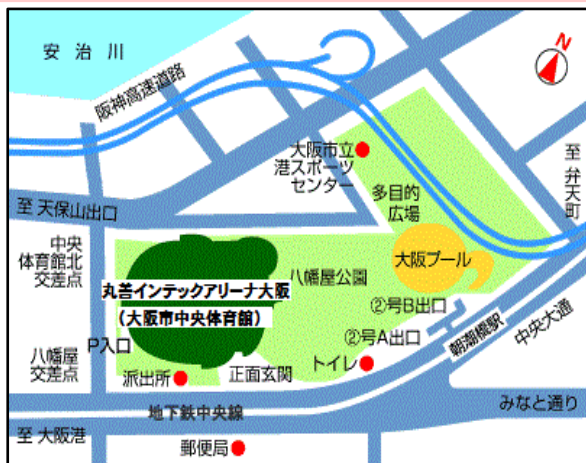 安治川
N
阪神高速道路
大阪市立
港スポーツ
センター
至 弁天町
多目的
広場
至 天保山出口
中央
体育館北
交差点
大阪プール
八幡屋公園
丸善インテックアリーナ大阪
(大阪市中央体育館)
②号B出口
②号A出口
朝潮橋駅
中央大通
P入口
八幡屋
交差点
トイレ
派出所
正面玄関
地下鉄中央線
みなと通り
至 大阪港
郵便局